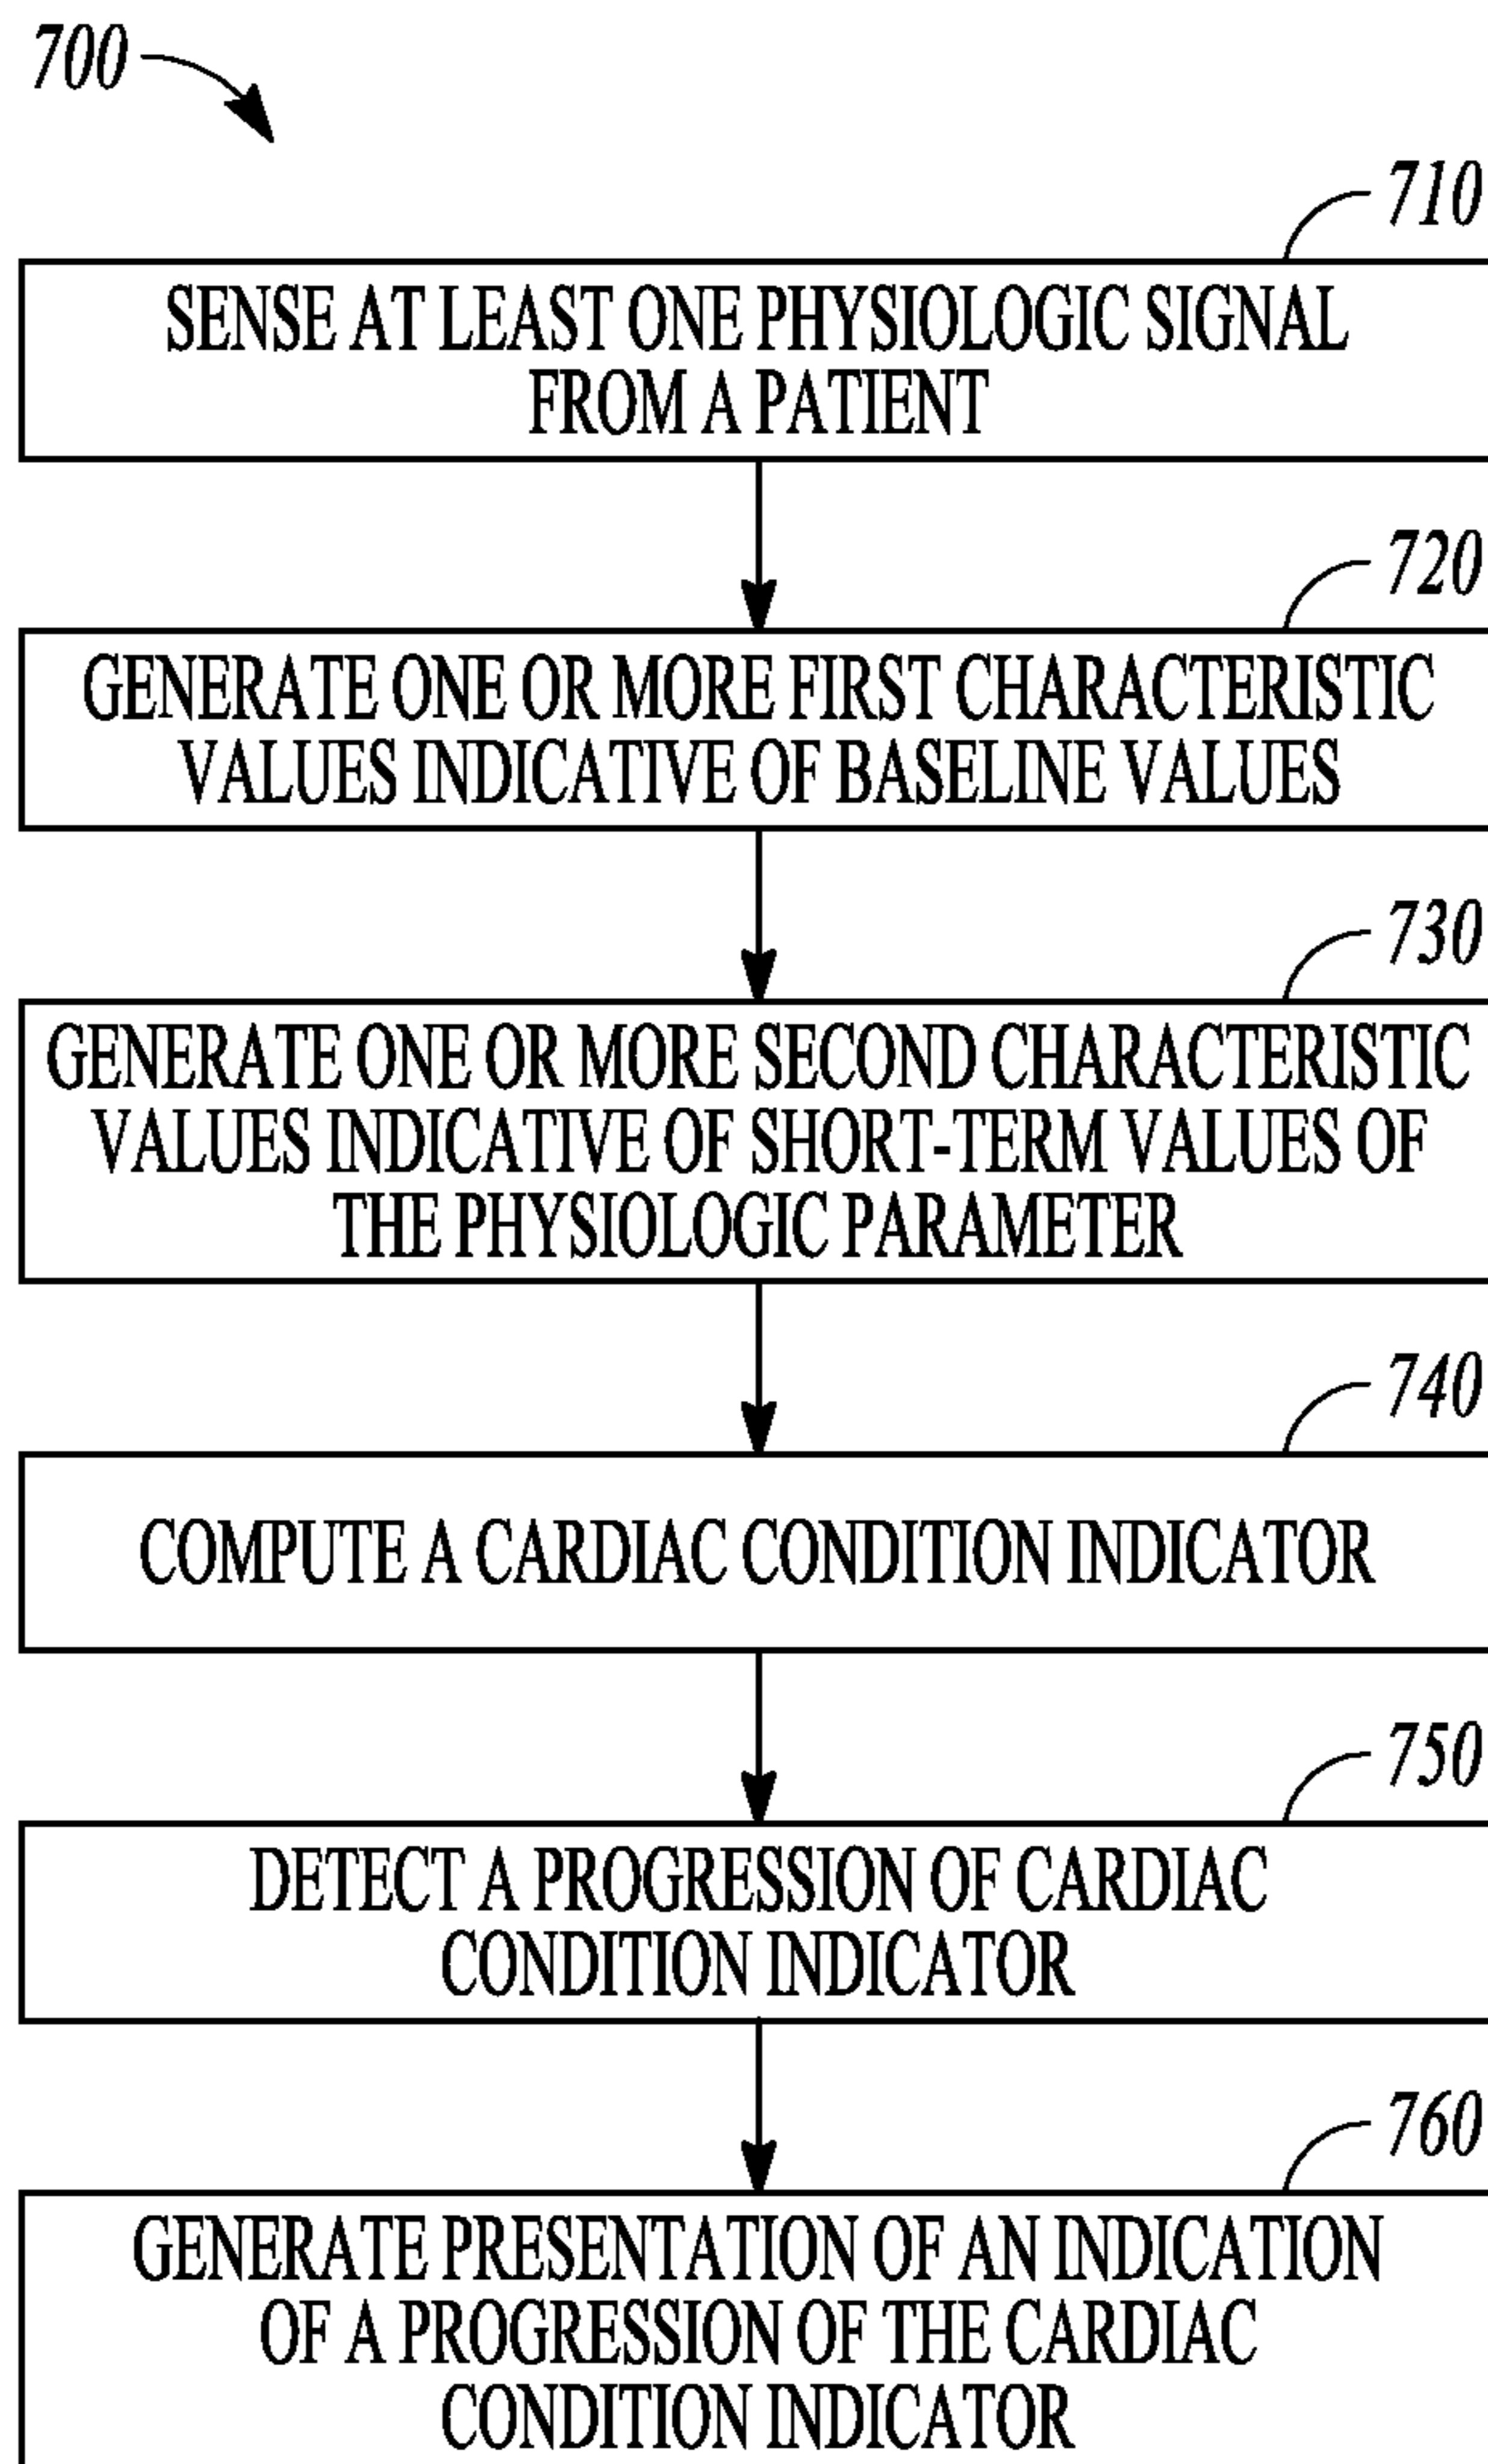 700
710
SENSE AT LEAST ONE PHYSIOLOGIC SIGNAL
FROM A PATIENT
720
GENERATE ONE OR MORE FIRST CHARACTERISTIC
VALUES INDICATIVE OF BASELINE VALUES
730
GENERATE ONE OR MORE SECOND CHARACTERISTIC
VALUES INDICATIVE OF SHORT-TERM VALUES OF
THE PHYSIOLOGIC PARAMETER
740
COMPUTE A CARDIAC CONDITION INDICATOR
750
DETECT A PROGRESSION OF CARDIAC
CONDITION INDICATOR
760
GENERATE PRESENTATION OF AN INDICATION
OF A PROGRESSION OF THE CARDIAC
CONDITION INDICATOR